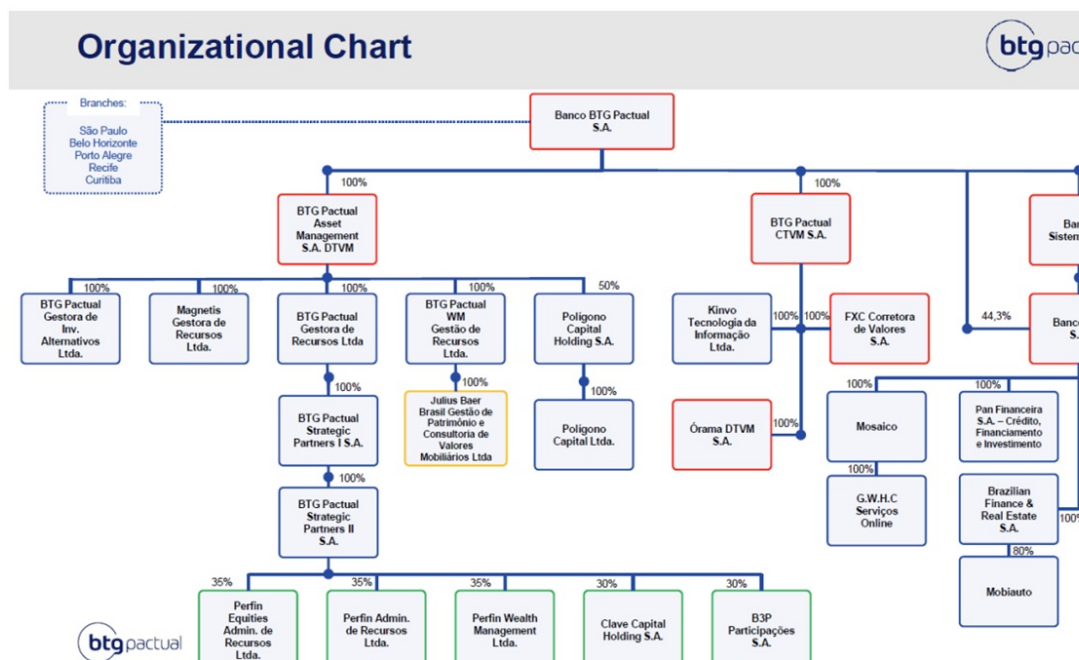 Organizational Chart
btg pac
Branches:
São Paulo
Belo Horizonte
Porto Alegre
Recife
Curitiba
Banco BTG Pactual
S.A.
100%
100%
BTG Pactual
Asset
Management
S.A. DTVM
BTG Pactual
CTVM S.A.
Ban
Sistem
100%
100%
100%
100%
50%
BTG Pactual
Gestora de
Inv.
Alternativos
Ltda.
Magnetis
Gestora de
Recursos
Ltda.
BTG Pactual
Gestora de
Recursos Ltda
BTG Pactual
WM
Gestão de
Recursos
Ltda.
Polígono
Capital
Holding S.A.
Kinvo
Tecnologia da
Informação
Ltda.
100%
100%
FXC Corretora
de Valores
S.A.
44,3%
Banco
S.
100%
100%
100%
100%
100%
BTG Pactual
Strategic
Partners I S.A.
Julius Baer
Brasil Gestão de
Patrimônio e
Consultoria de
Valores
Mobiliários Ltda
Polígono
Capital Ltda.
Órama DTVM
S.A.
100%
Mosaico
Pan Financeira
S.A. – Crédito,
Financiamento
e Investimento
100%
100%
BTG Pactual
Strategic
Partners II
S.A.
G.W.H.C
Serviços
Online
Brazilian
Finance &
Real Estate
S.A.
100%
80%
Mobiauto
35%
35%
35%
30%
30%
Perfin
Equities
Admin. de
Recursos
Ltda.
Perfin Admin.
de Recursos
Ltda.
Perfin Wealth
Management
Ltda.
Clave Capital
Holding S.A.
B3P
Participações
S.A.
btg pactual